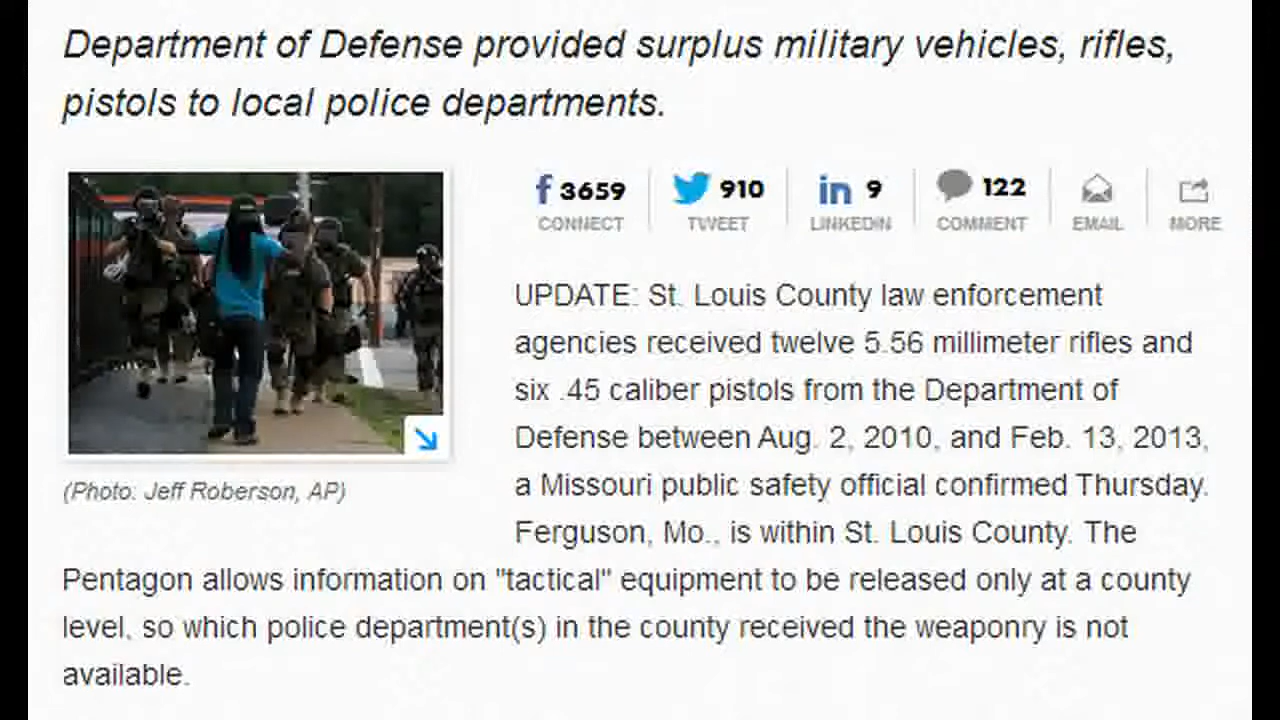 Department of Defense provided surplus military vehicles, rifles,
pistols to local police departments.
f 3659 910 in 9 122
CONNECT TWEET LINKEDIN COMMENT EMAIL MORE
UPDATE: St. Louis County law enforcement
agencies received twelve 5.56 millimeter rifles and
six .45 caliber pistols from the Department of
Defense between Aug. 2, 2010, and Feb. 13, 2013,
(Photo: Jeff Roberson, AP)
a Missouri public safety official confirmed Thursday.
Ferguson, Mo., is within St. Louis County. The
Pentagon allows information on "tactical" equipment to be released only at a county
level, so which police department(s) in the county received the weaponry is not
available.